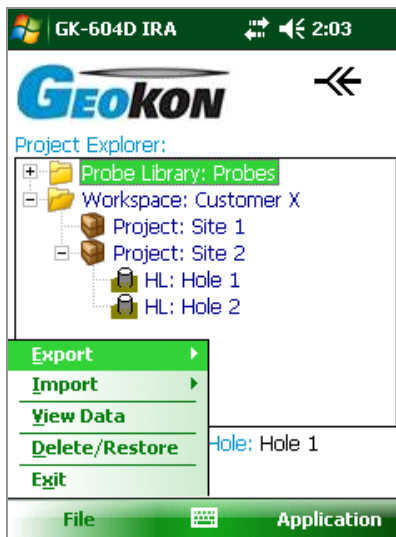 GK-604D IRA 2:03
GEOKON
Project Explorer:
Probe Library: Probes
Workspace: Customer X
Project: Site 1
Project: Site 2
HL: Hole 1
HL: Hole 2
Export
Import
View Data
Delete/Restore
Hole: Hole 1
Exit
File Application